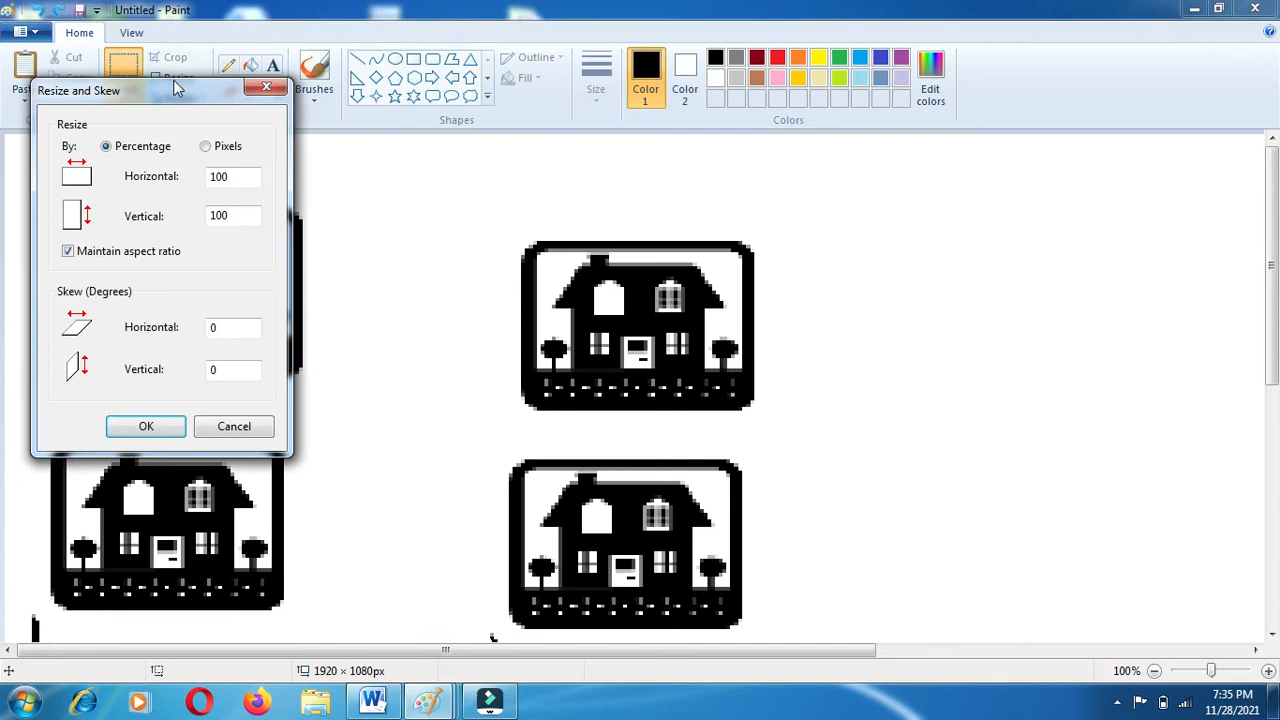 Untitled - Paint
Home
View
Cut
Crop
Outline
Fill
Brushes
Size
Color
1
Color
2
Edit
colors
Shapes
Colors
Resize and Skew
Resize
By:
Percentage
Pixels
Horizontal:
100
Vertical:
100
Maintain aspect ratio
Skew (Degrees)
Horizontal:
0
Vertical:
0
OK
Cancel
1920 × 1080px
100%
7:35 PM
11/28/2021